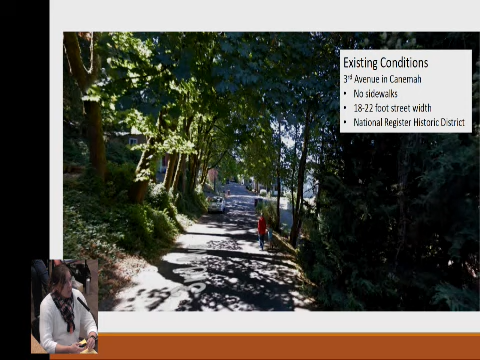 Existing Conditions
3rd Avenue in Canemah
• No sidewalks
• 18-22 foot street width
• National Register Historic District